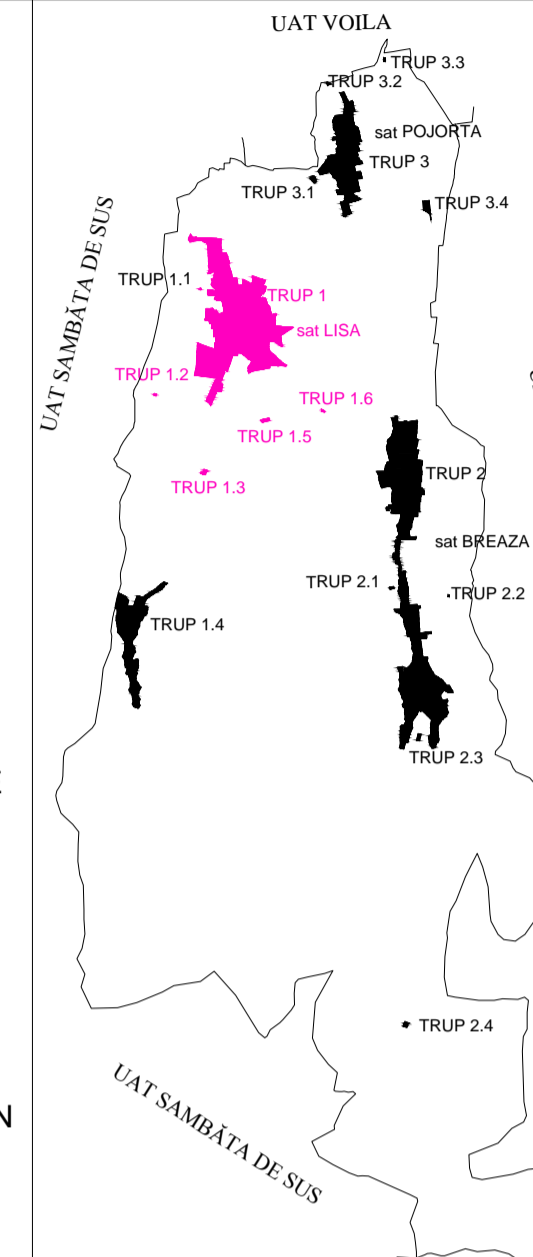 UAT VOILA
TRUP 3.3
TRUP 3.2
sat POJORTA
TRUP 3
TRUP 3.1
TRUP 3.4
UAT SAMBĂTA DE SUS
TRUP 1.1
TRUP 1
sat LISA
TRUP 1.2
TRUP 1.6
TRUP 1.5
TRUP 1.3
TRUP 2
sat BREAZA
TRUP 2.1
TRUP 2.2
TRUP 1.4
TRUP 2.3
TRUP 2.4
UAT SAMBĂTA DE SUS
N